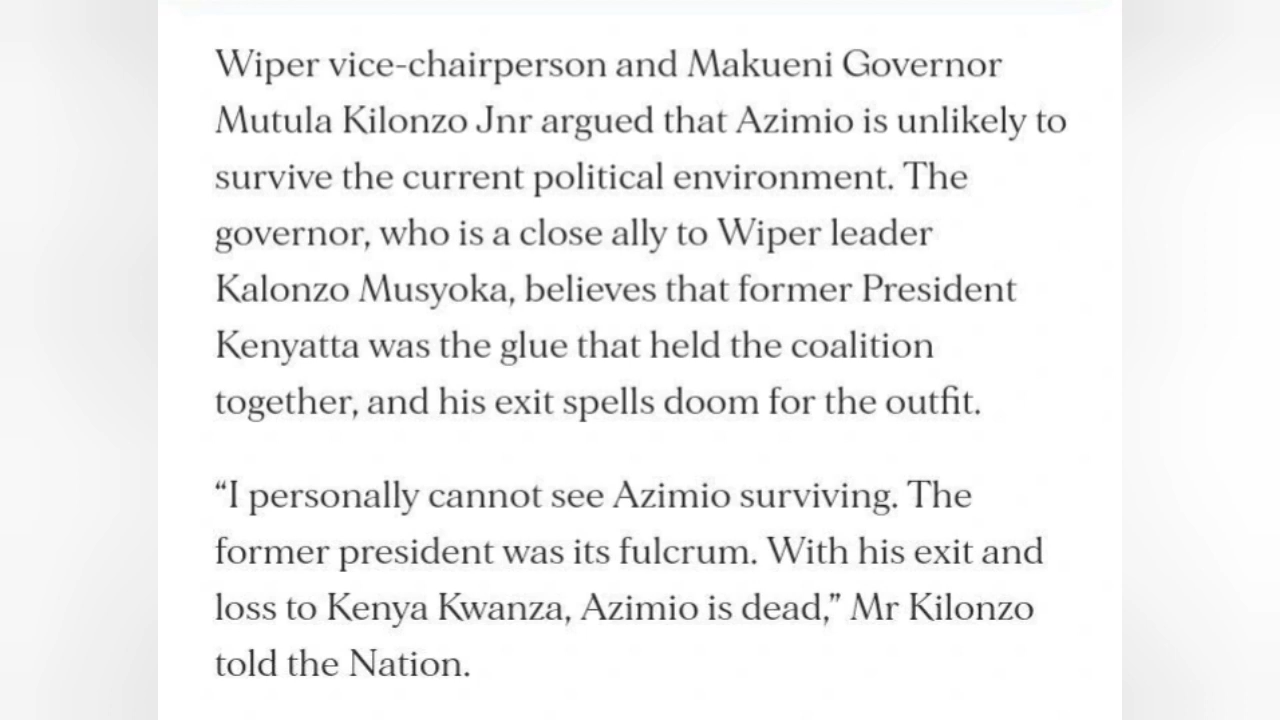 Wiper vice-chairperson and Makueni Governor
Mutula Kilonzo Jnr argued that Azimio is unlikely to
survive the current political environment. The
governor, who is a close ally to Wiper leader
Kalonzo Musyoka, believes that former President
Kenyatta was the glue that held the coalition
together, and his exit spells doom for the outfit.
“I personally cannot see Azimio surviving. The
former president was its fulcrum. With his exit and
loss to Kenya Kwanza, Azimio is dead,” Mr Kilonzo
told the Nation.